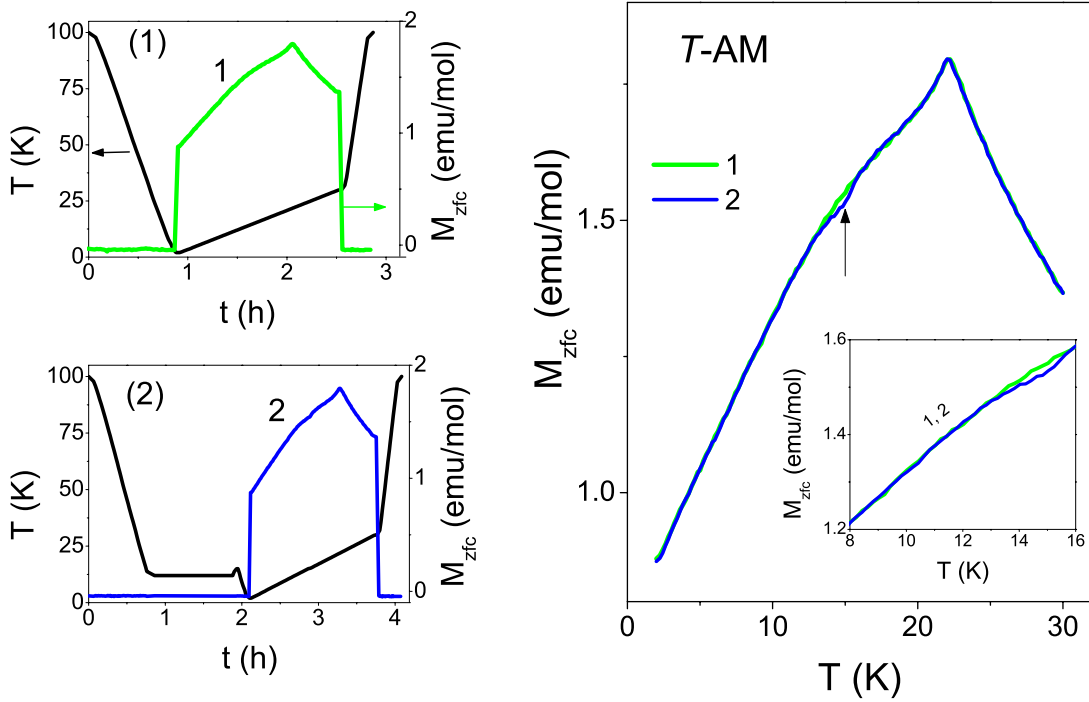 (1)
1
100
75
50
25
0
T (K)
2
1
0
M_zfc (emu/mol)
0 1 2 3
t (h)
(2)
2
100
75
50
25
0
T (K)
2
1
0
M_zfc (emu/mol)
0 1 2 3 4
t (h)
T-AM
1
2
1.5
1.0
M_zfc (emu/mol)
0 10 20 30
T (K)
1.6
1.4
1.2
M_zfc (emu/mol)
1, 2
8 10 12 14 16
T (K)